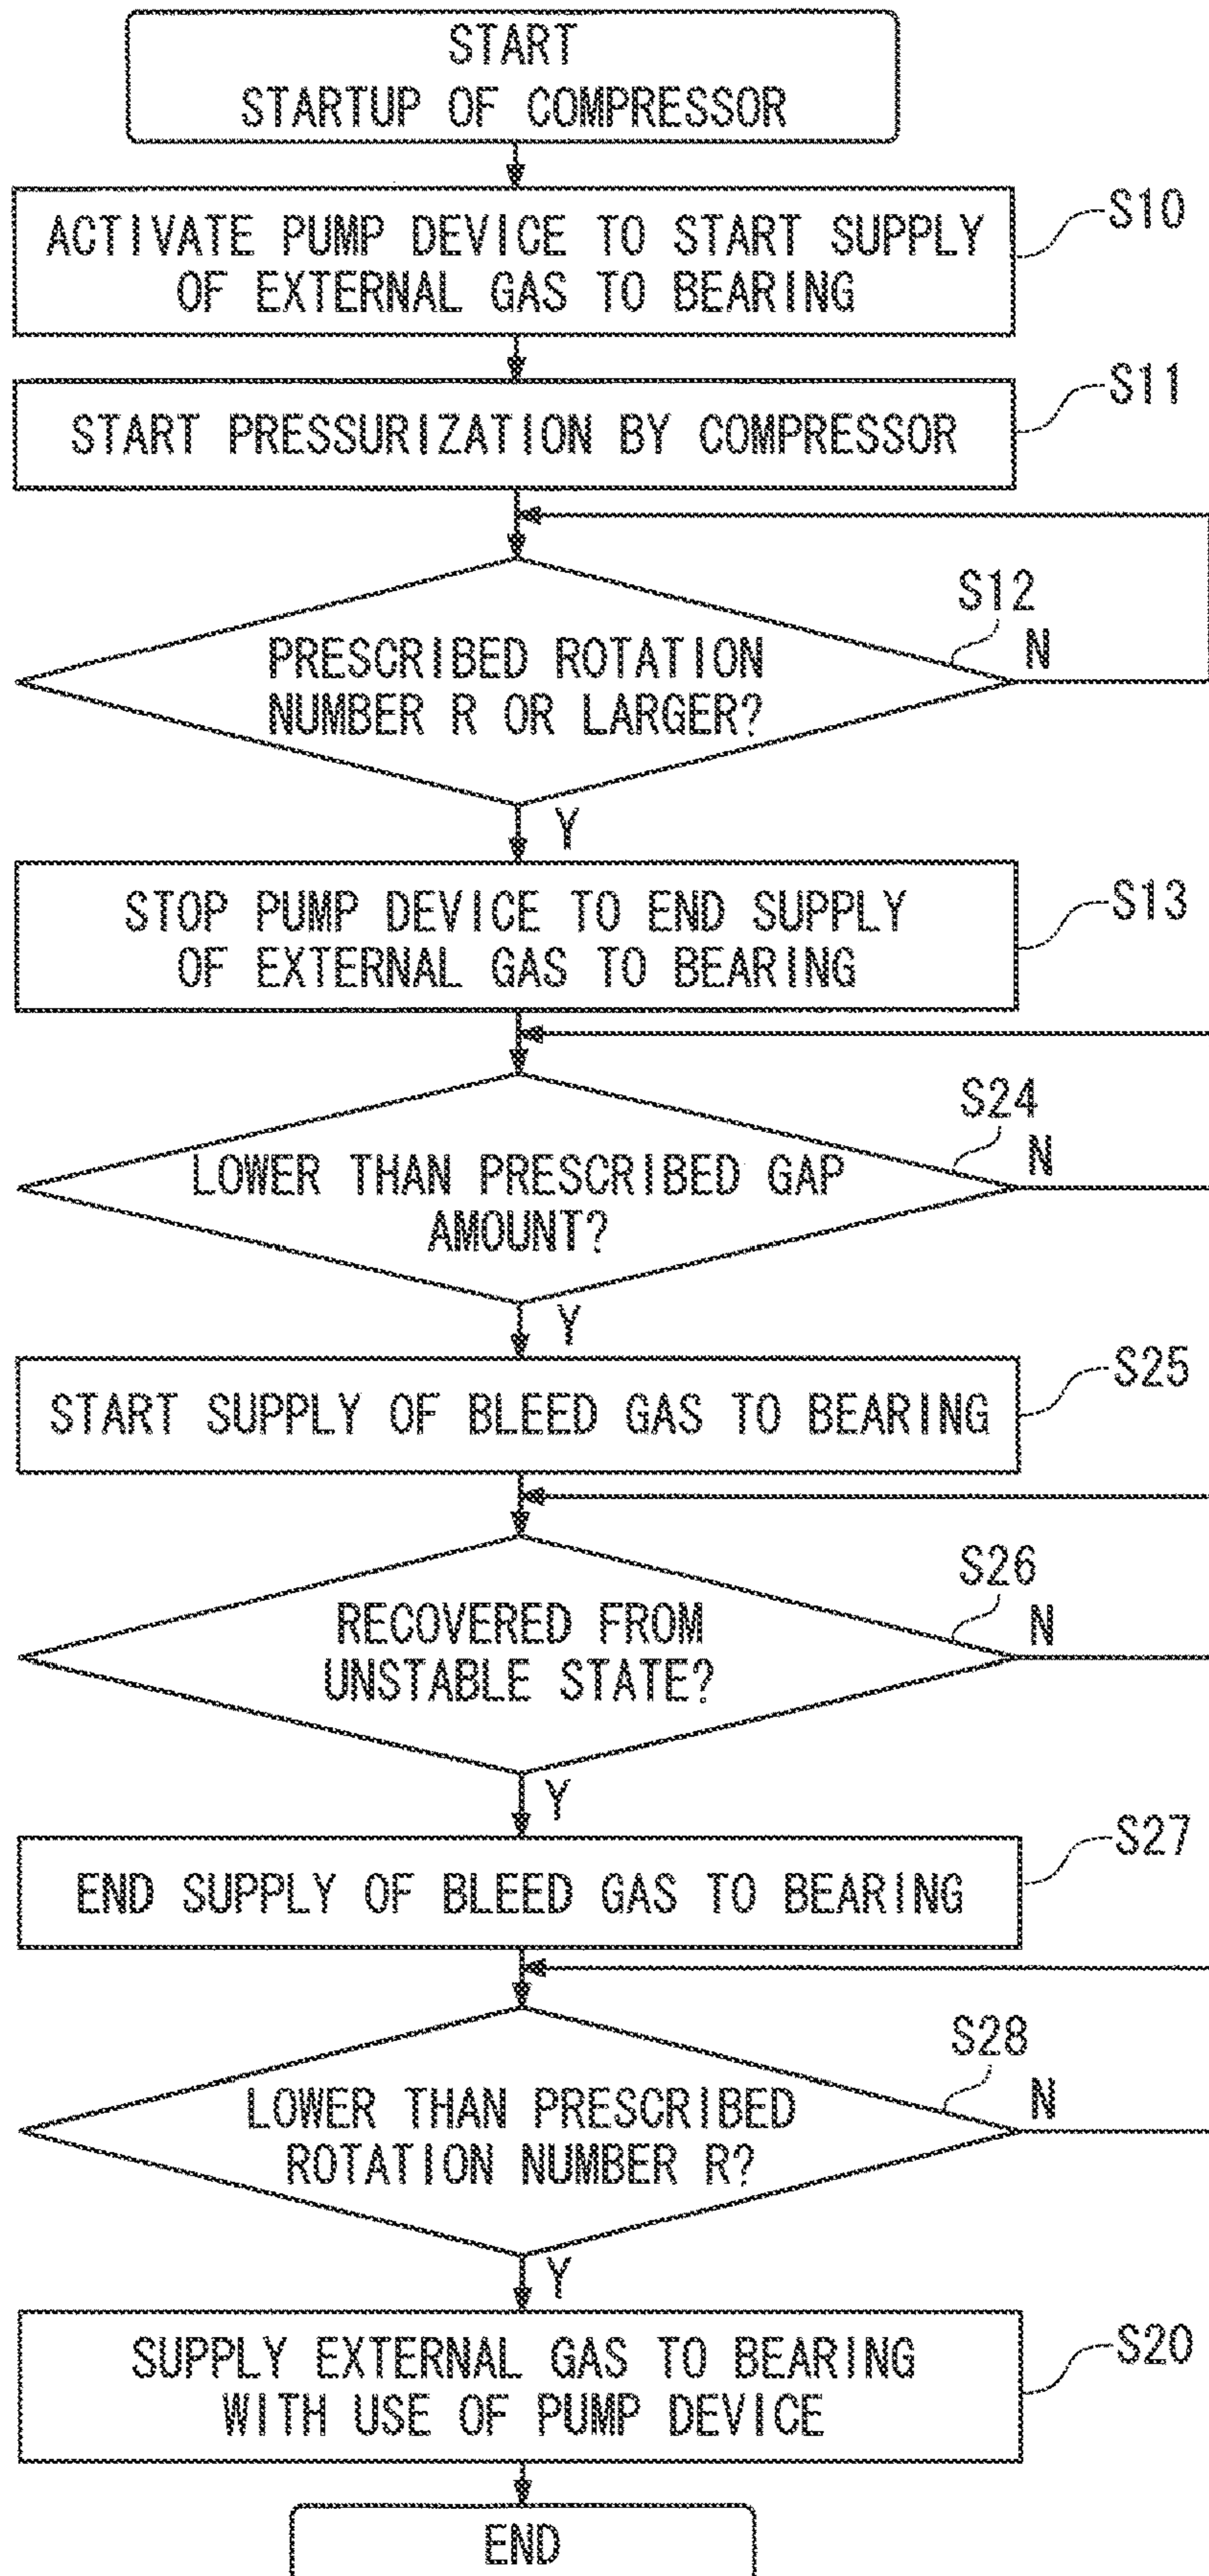 START
STARTUP OF COMPRESSOR
ACTIVATE PUMP DEVICE TO START SUPPLY
OF EXTERNAL GAS TO BEARING
S10
START PRESSURIZATION BY COMPRESSOR
S11
PRESCRIBED ROTATION
NUMBER R OR LARGER?
S12
N
Y
STOP PUMP DEVICE TO END SUPPLY
OF EXTERNAL GAS TO BEARING
S13
LOWER THAN PRESCRIBED GAP
AMOUNT?
S24
N
Y
START SUPPLY OF BLEED GAS TO BEARING
S25
RECOVERED FROM
UNSTABLE STATE?
S26
N
Y
END SUPPLY OF BLEED GAS TO BEARING
S27
LOWER THAN PRESCRIBED
ROTATION NUMBER R?
S28
N
Y
SUPPLY EXTERNAL GAS TO BEARING
WITH USE OF PUMP DEVICE
S20
END